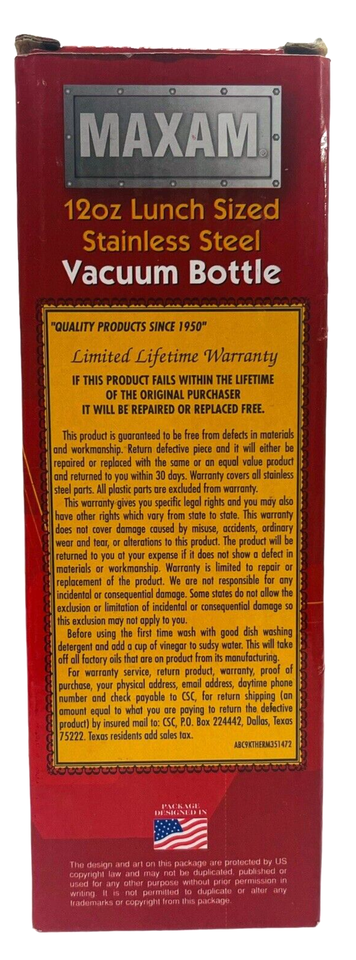 MAXAM®
12oz Lunch Sized
Stainless Steel
Vacuum Bottle
"QUALITY PRODUCTS SINCE 1950"
Limited Lifetime Warranty
IF THIS PRODUCT FAILS WITHIN THE LIFETIME
OF THE ORIGINAL PURCHASER
IT WILL BE REPAIRED OR REPLACED FREE.
This product is guaranteed to be free from defects in materials
and workmanship. Return defective piece and it will either be
repaired or replaced with the same or an equal value product
and returned to you within 30 days. Warranty covers all stainless
steel parts. All plastic parts are excluded from warranty.
This warranty gives you specific legal rights and you may also
have other rights which vary from state to state. This warranty
does not cover damage caused by misuse, accidents, ordinary
wear and tear, or alterations to this product. The product will be
returned to you at your expense if it does not show a defect in
materials or workmanship. Warranty is limited to repair or
replacement of the product. We are not responsible for any
incidental or consequential damage. Some states do not allow the
exclusion or limitation of incidental or consequential damage so
this exclusion may not apply to you.
Before using the first time wash with good dish washing
detergent and add a cup of vinegar to sudsy water. This will take
off all factory oils that are on product from its manufacturing.
For warranty service, return product, warranty, proof of
purchase, your physical address, email address, daytime phone
number and check payable to CSC, for return shipping (an
amount equal to what you are paying to return the defective
product) by insured mail to: CSC, P.O. Box 224442, Dallas, Texas
75222. Texas residents add sales tax.
ABC9KTHERM351472
PACKAGE
DESIGNED IN
The design and art on this package are protected by US
copyright law and may not be duplicated, published or
used for any other purpose without prior permission in
writing. It is not permitted to duplicate or alter any
trademarks or copyright from this package.